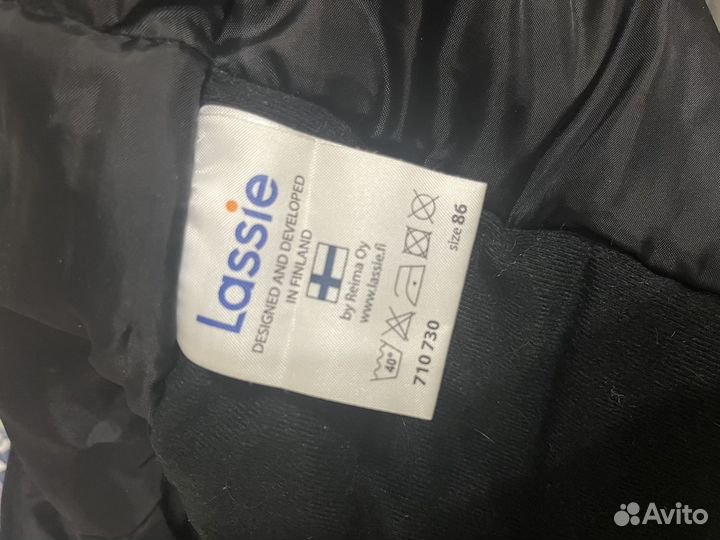 Lassie
DESIGNED AND DEVELOPED
IN FINLAND
by Reima Oy
www.lassie.fi
40°
710 730
size 86
Avito